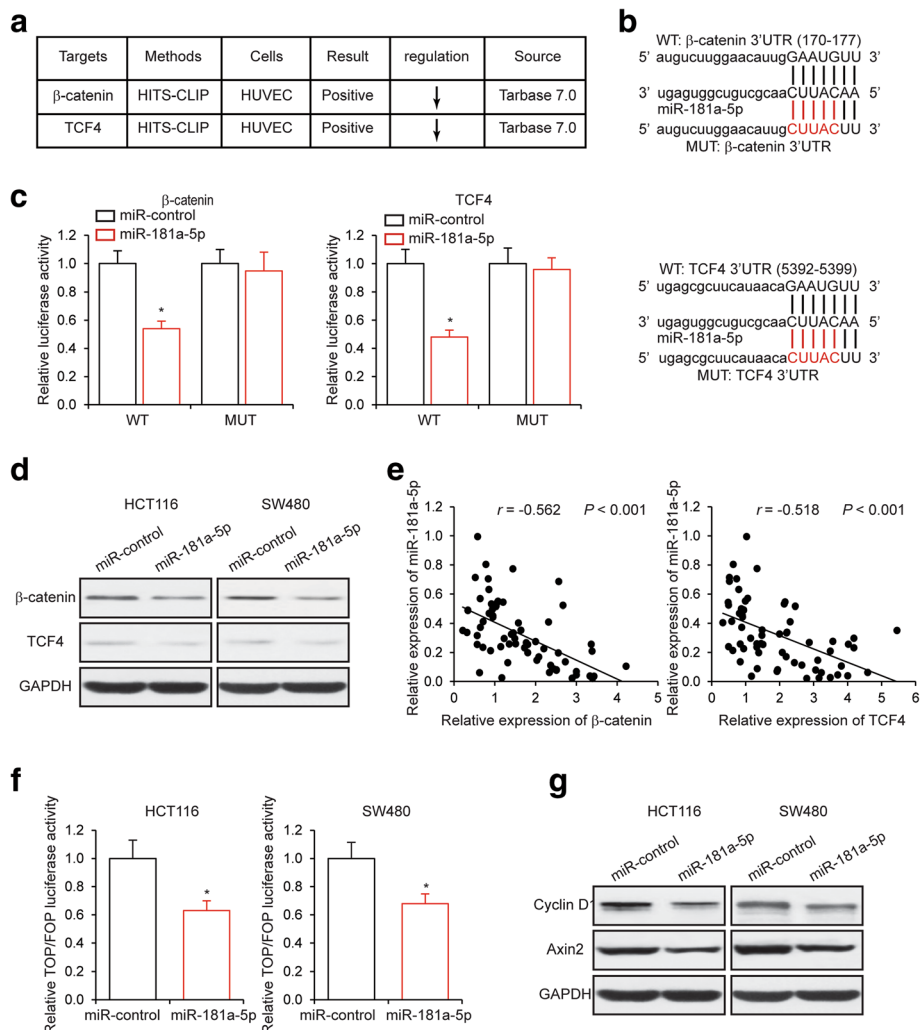 a
Targets Methods Cells Result regulation Source
β-catenin HITS-CLIP HUVEC Positive ↓ Tarbase 7.0
TCF4 HITS-CLIP HUVEC Positive ↓ Tarbase 7.0
b
WT: β-catenin 3'UTR (170-177)
5' augucuuggaacauugGAAUGUU 3'
3' ugagugguugucgcaaCUUACAA 5'
miR-181a-5p
augucuuggaacauugCUUACUU
5' 3'
MUT: β-catenin 3'UTR
WT: TCF4 3'UTR (5392-5399)
5' ugagcgcuucauaacaGAAUGUU 3'
3' ugaguggcugucgcaaCUUACAA 5'
miR-181a-5p
5' ugagcgcuucauaacaCUUACUU 3'
MUT: TCF4 3'UTR
c
β-catenin
miR-control
miR-181a-5p
Relative luciferase activity
1.2
1.0
0.8
0.6
0.4
0.2
0.0
*
WT MUT
TCF4
miR-control
miR-181a-5p
Relative luciferase activity
1.2
1.0
0.8
0.6
0.4
0.2
0.0
*
WT MUT
d
HCT116 SW480
miR-control miR-181a-5p miR-control miR-181a-5p
β-catenin
TCF4
GAPDH
e
Relative expression of miR-181a-5p
1.2
1.0
0.8
0.6
0.4
0.2
0.0
r = -0.562 P < 0.001
0 1 2 3 4 5
Relative expression of β-catenin
Relative expression of miR-181a-5p
1.2
1.0
0.8
0.6
0.4
0.2
0.0
r = -0.518 P < 0.001
0 1 2 3 4 5 6
Relative expression of TCF4
f
HCT116
Relative TOP/FOP luciferase activity
1.2
1.0
0.8
0.6
0.4
0.2
0.0
*
miR-control miR-181a-5p
SW480
Relative TOP/FOP luciferase activity
1.2
1.0
0.8
0.6
0.4
0.2
0.0
*
miR-control miR-181a-5p
g
HCT116 SW480
miR-control miR-181a-5p miR-control miR-181a-5p
Cyclin D1
Axin2
GAPDH